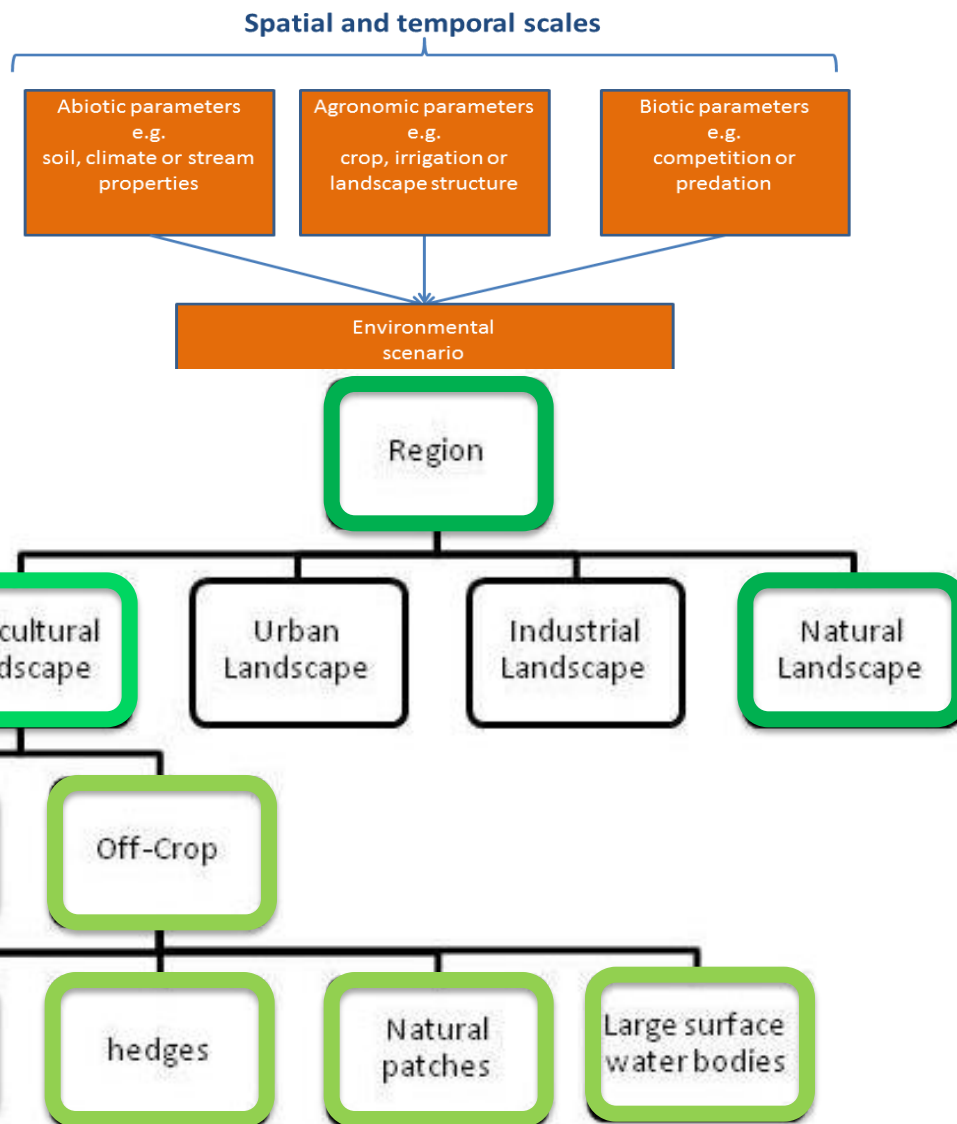 Spatial and temporal scales
Abiotic parameters
e.g.
soil, climate or stream
properties
Agronomic parameters
e.g.
crop, irrigation or
landscape structure
Biotic parameters
e.g.
competition or
predation
Environmental
scenario
Region
cultural
dscape
Urban
Landscape
Industrial
Landscape
Natural
Landscape
Off-Crop
hedges
Natural
patches
Large surface
water bodies